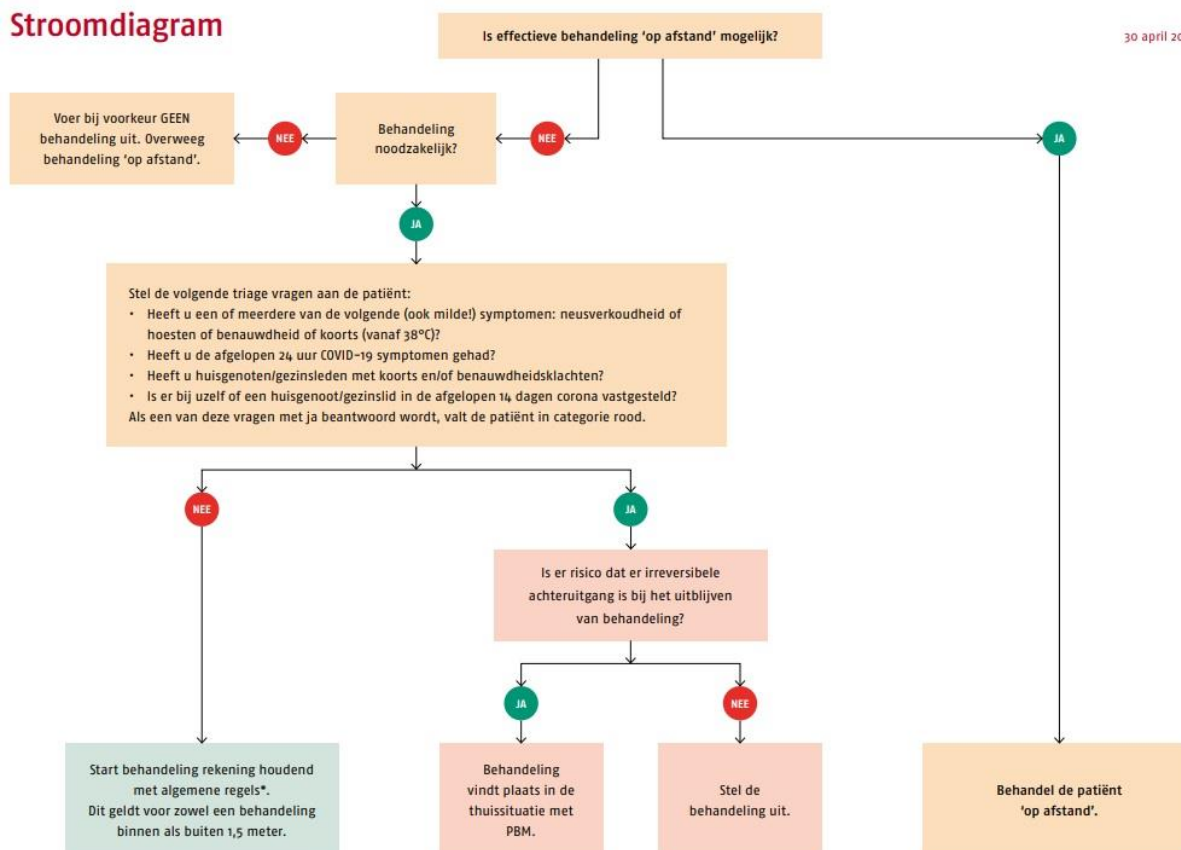 Stroomdiagram
30 april 20
Is effectieve behandeling ‘op afstand’ mogelijk?
Voer bij voorkeur GEEN
behandeling uit. Overweeg
behandeling ‘op afstand’.
NEE
Behandeling
noodzakelijk?
NEE
JA
JA
Stel de volgende triage vragen aan de patiënt:
• Heeft u een of meerdere van de volgende (ook milde!) symptomen: neusverkoudheid of
hoesten of benauwdheid of koorts (vanaf 38°C)?
• Heeft u de afgelopen 24 uur COVID-19 symptomen gehad?
• Heeft u huisgenoten/gezinsleden met koorts en/of benauwdheidsklachten?
• Is er bij uzelf of een huisgenoot/gezinslid in de afgelopen 14 dagen corona vastgesteld?
Als een van deze vragen met ja beantwoord wordt, valt de patiënt in categorie rood.
NEE
JA
Is er risico dat er irreversibele
achteruitgang is bij het uitblijven
van behandeling?
JA
NEE
Start behandeling rekening houdend
met algemene regels*.
Dit geldt voor zowel een behandeling
binnen als buiten 1,5 meter.
Behandeling
vindt plaats in de
thuissituatie met
PBM.
Stel de
behandeling uit.
Behandel de patiënt
‘op afstand’.